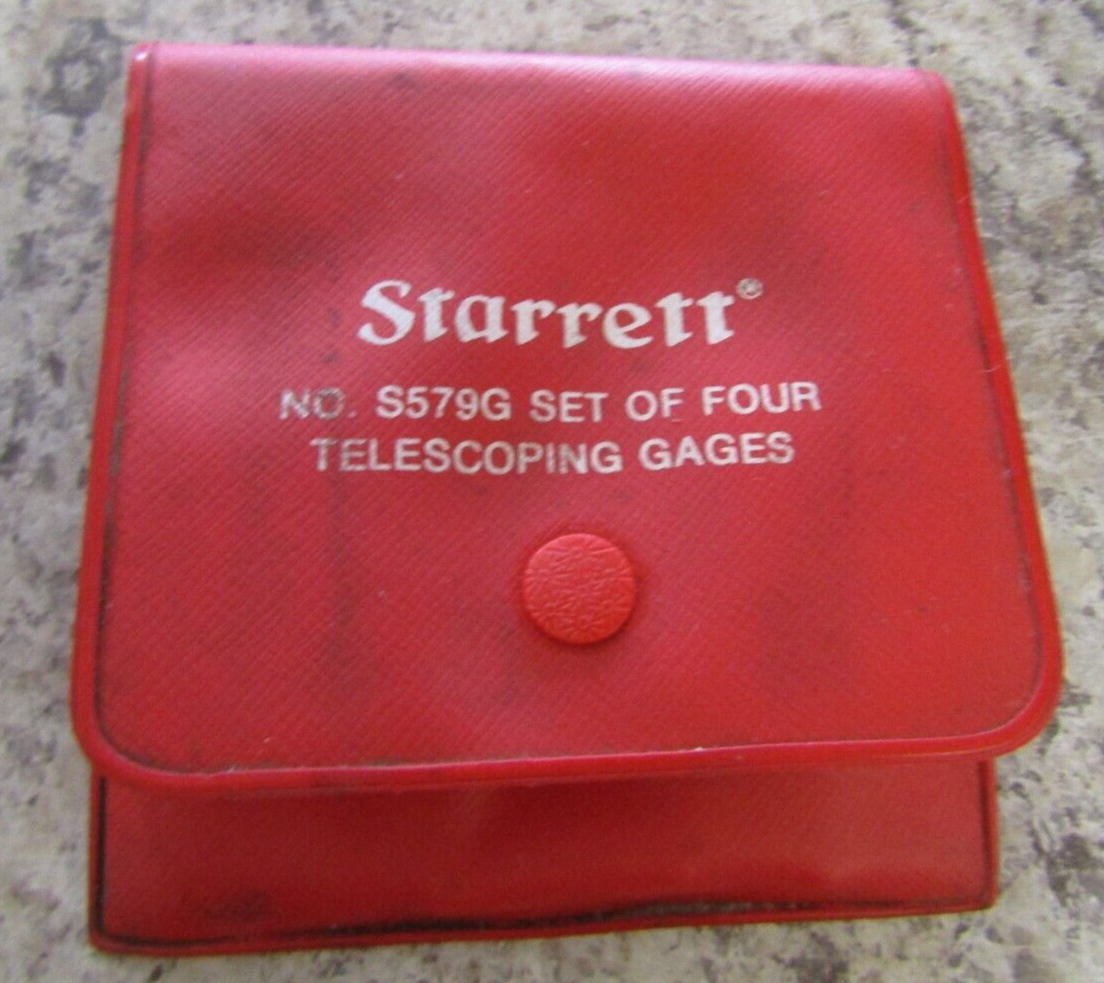 Starrett®
NO. S579G SET OF FOUR
TELESCOPING GAGES